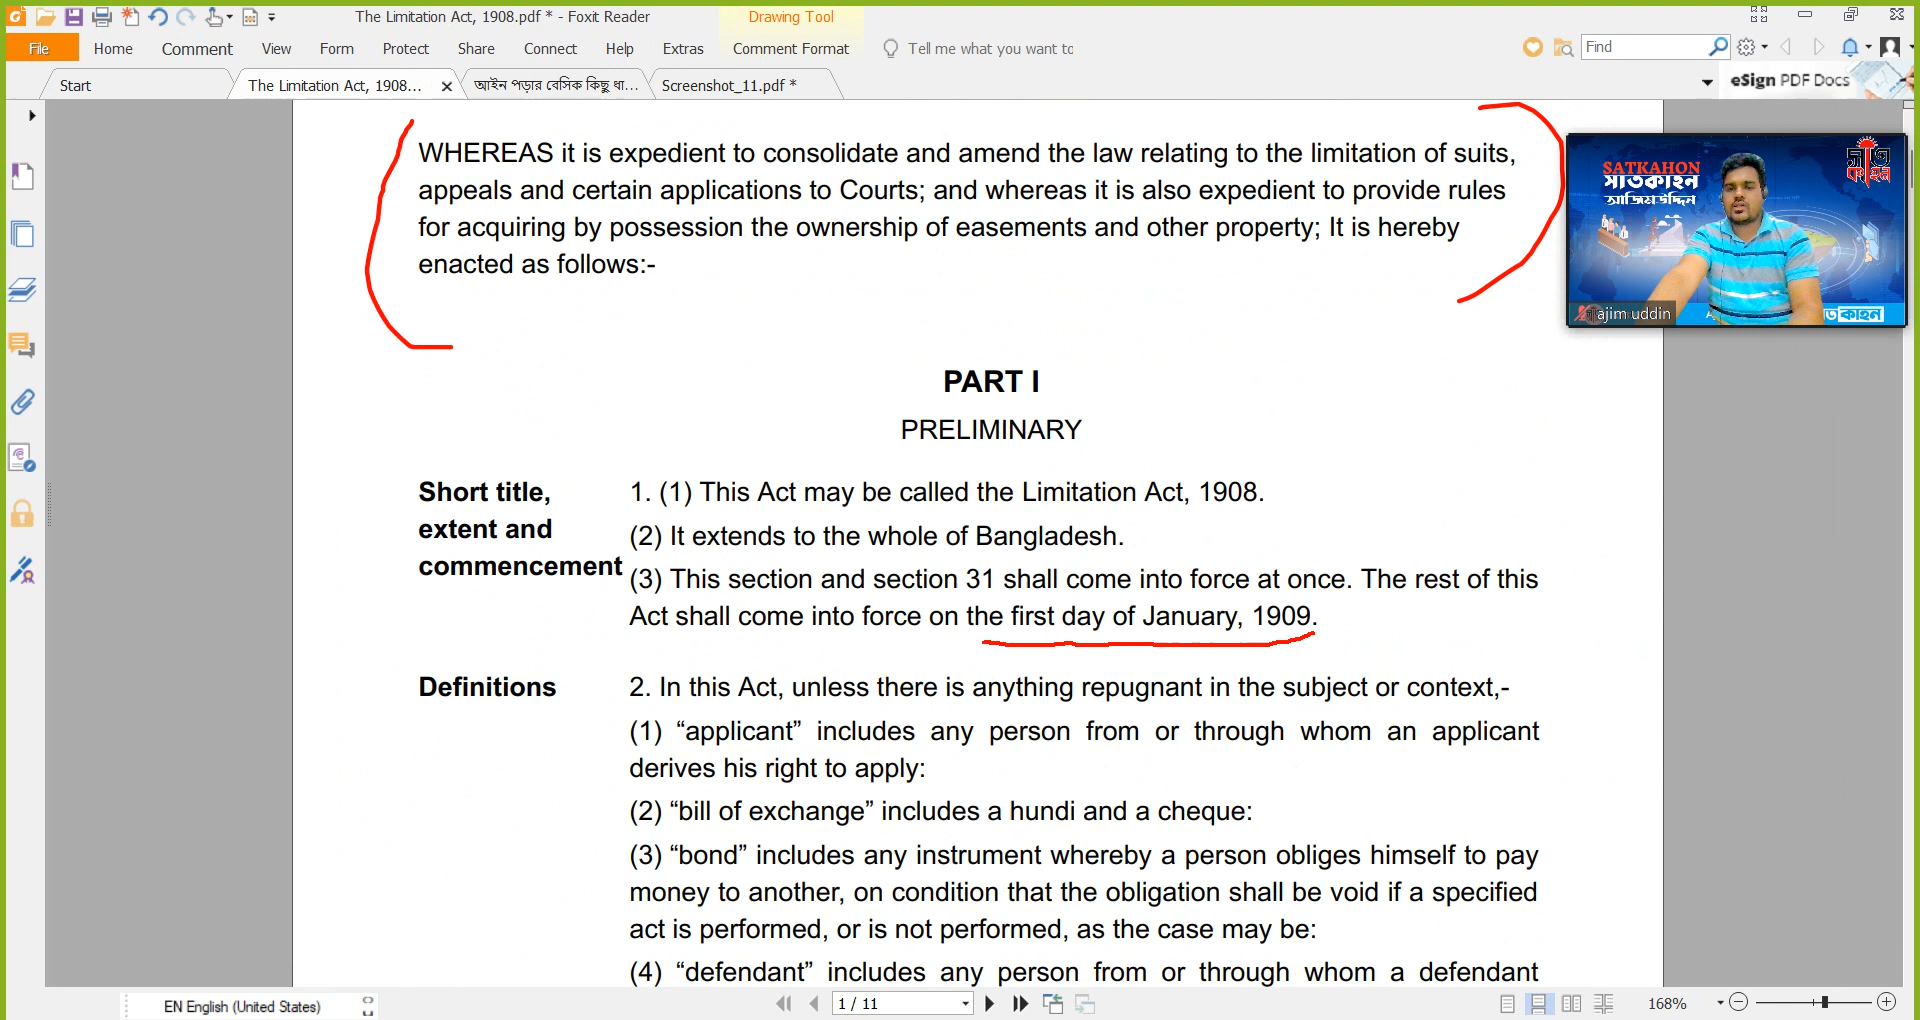 The Limitation Act, 1908.pdf * - Foxit Reader
Drawing Tool
File Home Comment View Form Protect Share Connect Help Extras Comment Format Tell me what you want to Find
Start The Limitation Act, 1908... আইন পড়ার বেসিক কিছু ধা... Screenshot_11.pdf *
eSign PDF Docs
WHEREAS it is expedient to consolidate and amend the law relating to the limitation of suits,
appeals and certain applications to Courts; and whereas it is also expedient to provide rules
for acquiring by possession the ownership of easements and other property; It is hereby
enacted as follows:-
SATKAHON
সাতকাহন
আজিম উদ্দিন
ajim uddin
PART I
PRELIMINARY
Short title,
extent and
commencement
1. (1) This Act may be called the Limitation Act, 1908.
(2) It extends to the whole of Bangladesh.
(3) This section and section 31 shall come into force at once. The rest of this
Act shall come into force on the first day of January, 1909.
Definitions
2. In this Act, unless there is anything repugnant in the subject or context,-
(1) “applicant” includes any person from or through whom an applicant
derives his right to apply:
(2) “bill of exchange” includes a hundi and a cheque:
(3) “bond” includes any instrument whereby a person obliges himself to pay
money to another, on condition that the obligation shall be void if a specified
act is performed, or is not performed, as the case may be:
(4) “defendant” includes any person from or through whom a defendant
EN English (United States)
1 / 11
168%